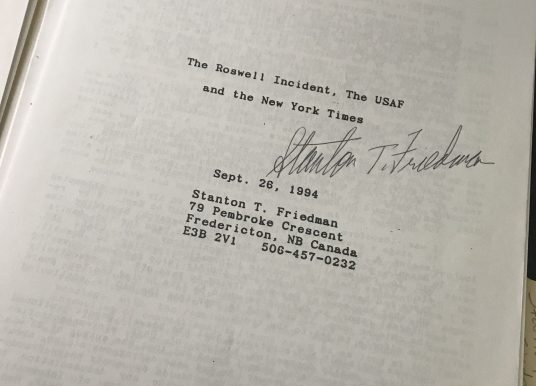 The Roswell Incident, The USAF
and the New York Times
Stanton T. Friedman
Sept. 26, 1994
Stanton T. Friedman
79 Pembroke Crescent
Fredericton, NB Canada
E3B 2V1 506-457-0232